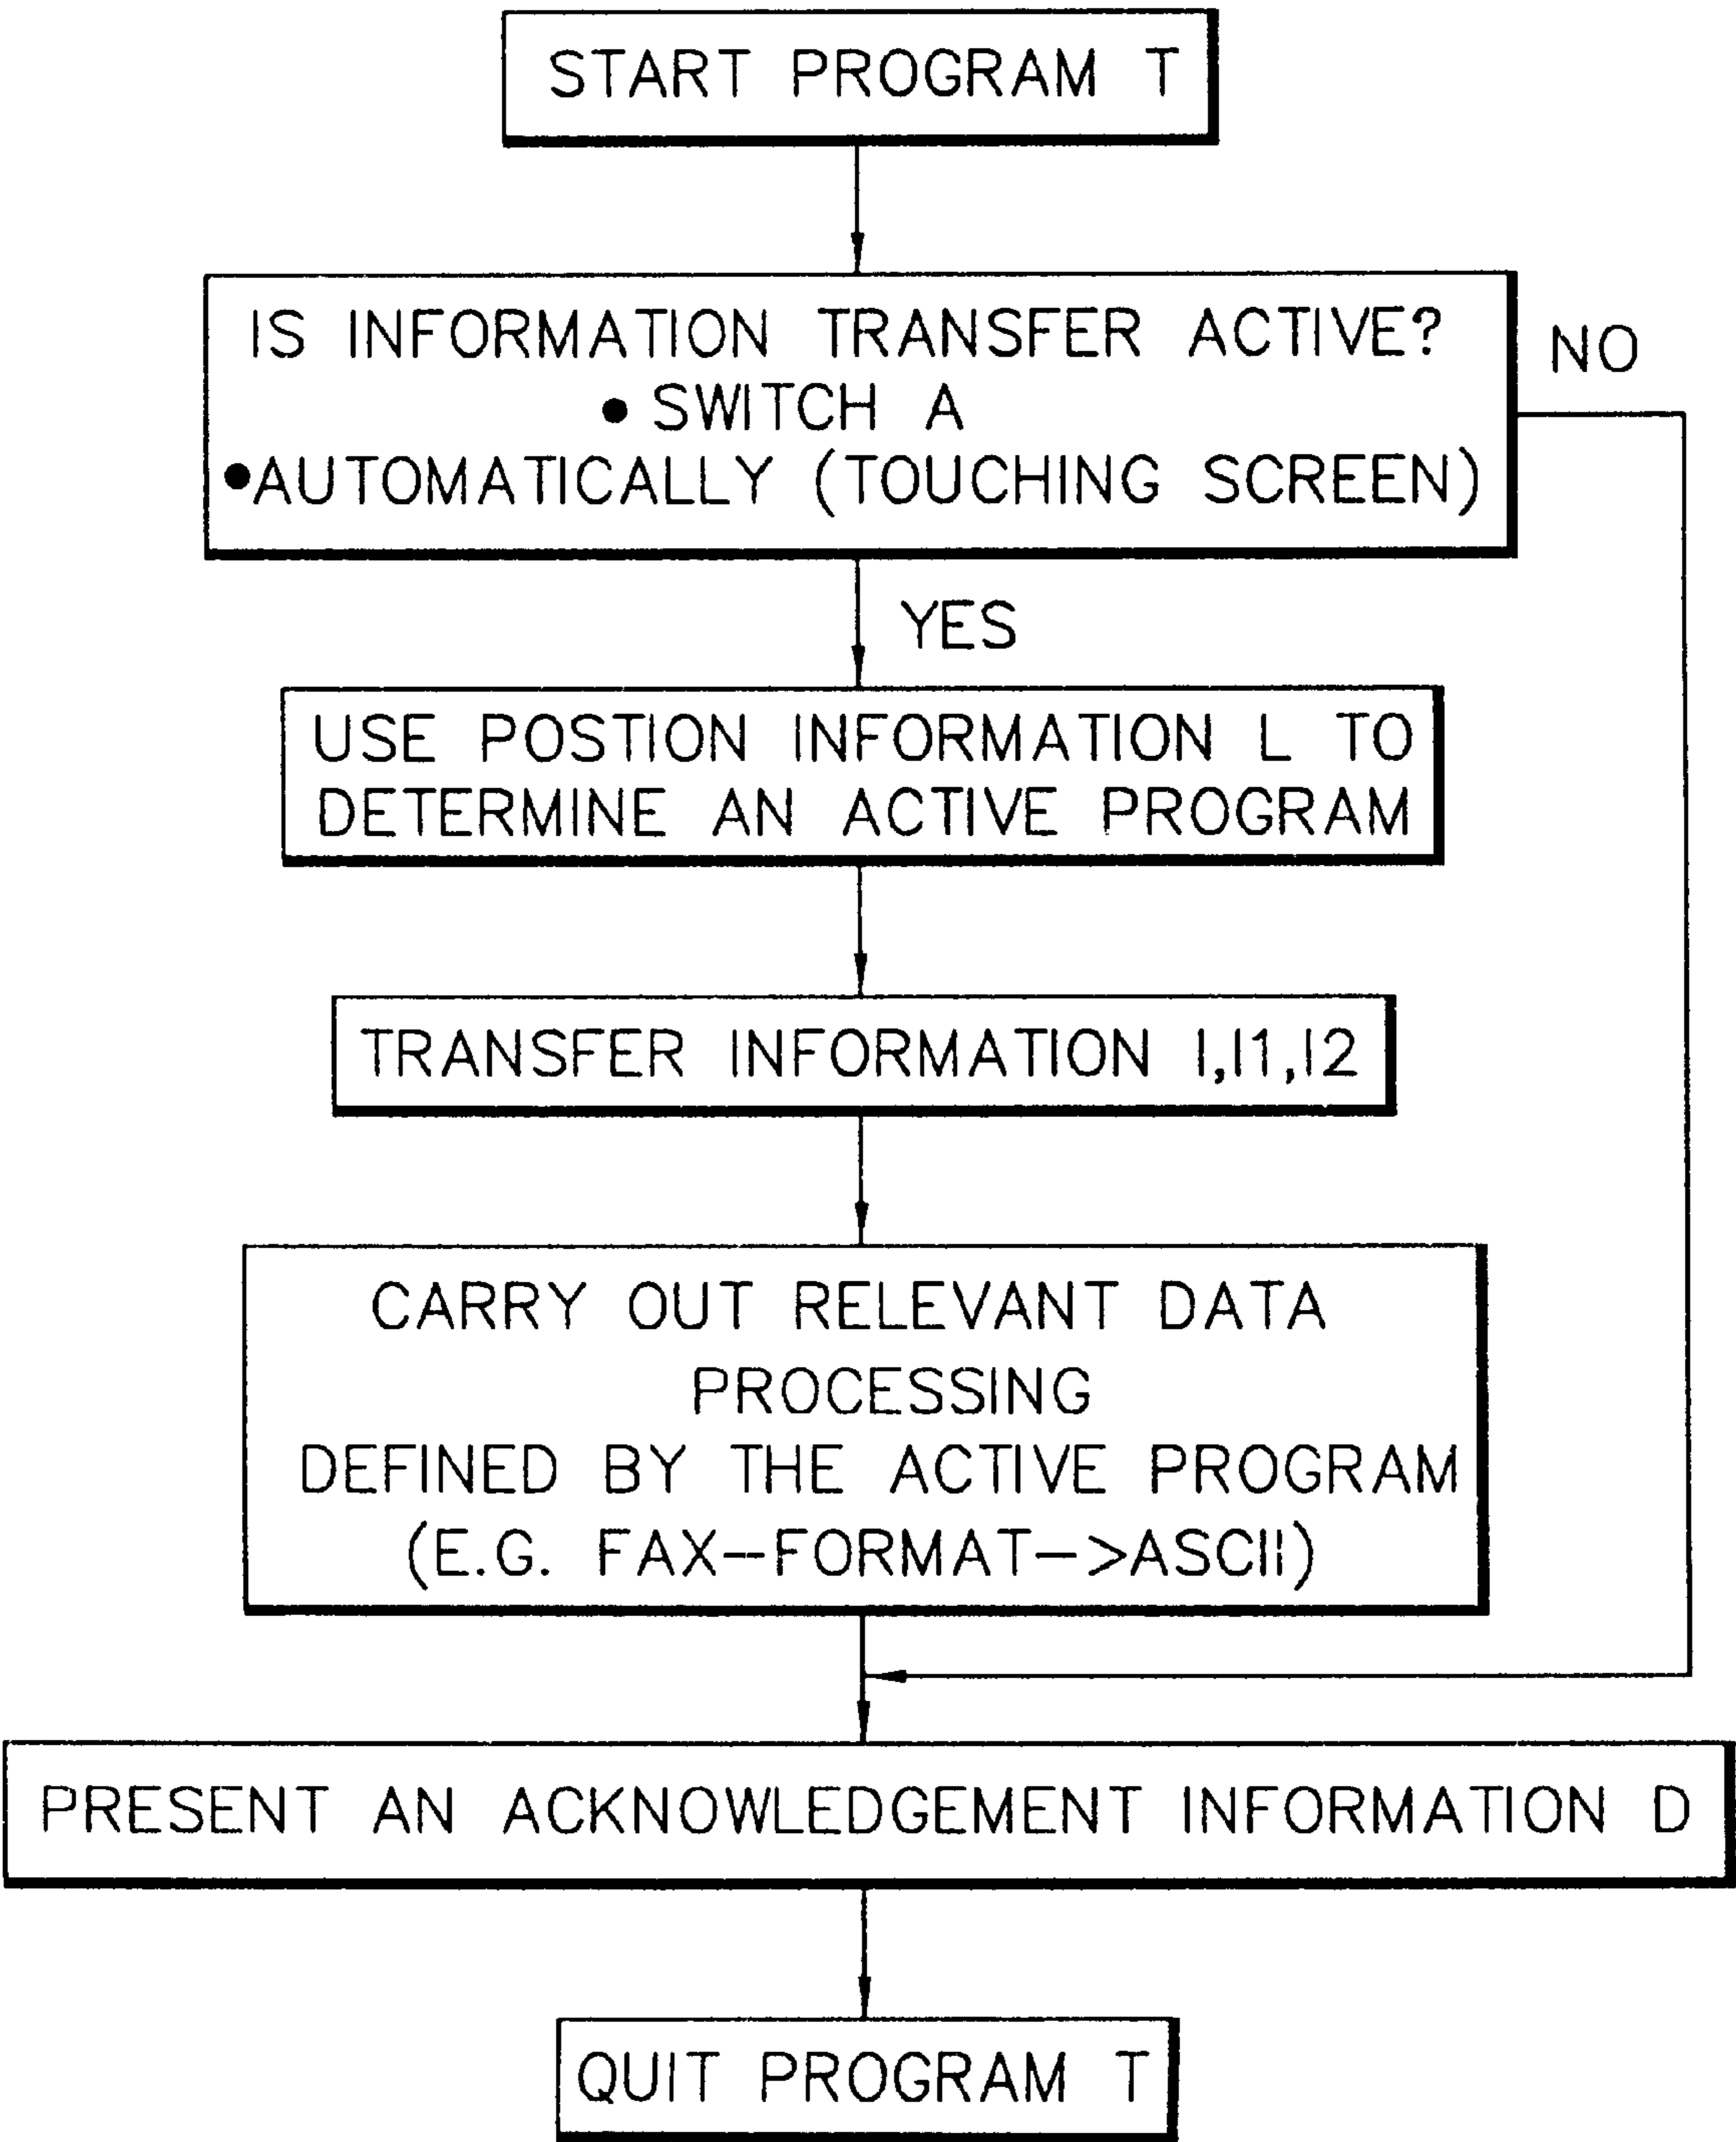 START PROGRAM T
IS INFORMATION TRANSFER ACTIVE?
NO
• SWITCH A
•AUTOMATICALLY (TOUCHING SCREEN)
YES
USE POSTION INFORMATION L TO
DETERMINE AN ACTIVE PROGRAM
TRANSFER INFORMATION I,I1,I2
CARRY OUT RELEVANT DATA
PROCESSING
DEFINED BY THE ACTIVE PROGRAM
(E.G. FAX--FORMAT->ASCII)
PRESENT AN ACKNOWLEDGEMENT INFORMATION D
QUIT PROGRAM T